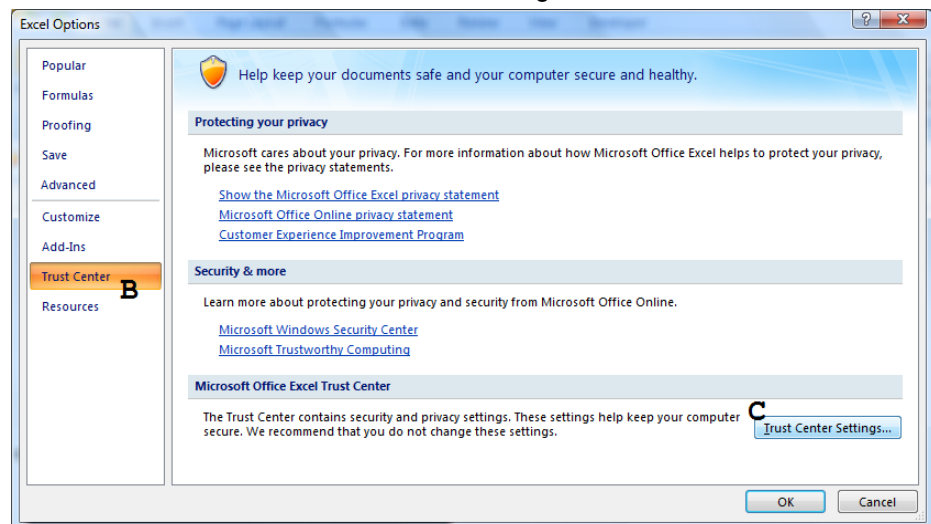 Excel Options
?
X
Popular
Formulas
Proofing
Save
Advanced
Customize
Add-Ins
Trust Center
B
Resources
Help keep your documents safe and your computer secure and healthy.
Protecting your privacy
Microsoft cares about your privacy. For more information about how Microsoft Office Excel helps to protect your privacy,
please see the privacy statements.
Show the Microsoft Office Excel privacy statement
Microsoft Office Online privacy statement
Customer Experience Improvement Program
Security & more
Learn more about protecting your privacy and security from Microsoft Office Online.
Microsoft Windows Security Center
Microsoft Trustworthy Computing
Microsoft Office Excel Trust Center
The Trust Center contains security and privacy settings. These settings help keep your computer
secure. We recommend that you do not change these settings.
C
Trust Center Settings...
OK
Cancel